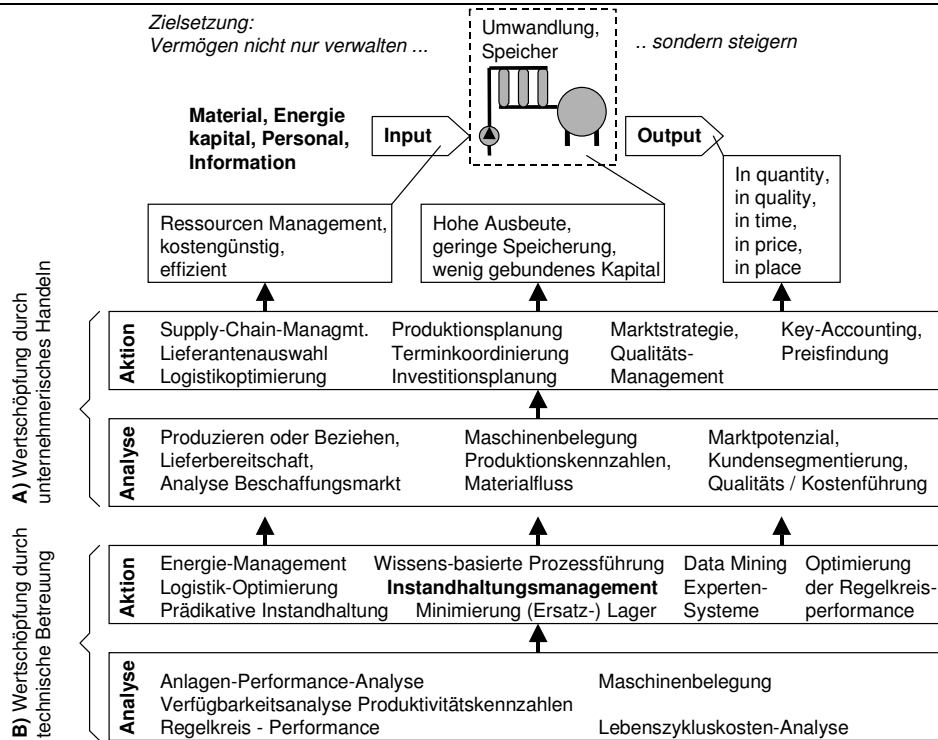 Zielsetzung:
Vermögen nicht nur verwalten ...
Umwandlung,
Speicher
.. sondern steigern
Material, Energie
kapital, Personal,
Information
Input
Output
In quantity,
in quality,
in time,
in price,
in place
Ressourcen Management,
kostengünstig,
effizient
Hohe Ausbeute,
geringe Speicherung,
wenig gebundenes Kapital
A) Wertschöpfung durch
unternehmerisches Handeln
Aktion
Supply-Chain-Managmt.
Lieferantenauswahl
Logistikoptimierung
Produktionsplanung
Terminkoordinierung
Investitionsplanung
Marktstrategie,
Qualitäts-
Management
Key-Accounting,
Preisfindung
Analyse
Produzieren oder Beziehen,
Lieferbereitschaft,
Analyse Beschaffungsmarkt
Maschinenbelegung
Produktionskennzahlen,
Materialfluss
Marktpotenzial,
Kundensegmentierung,
Qualitäts / Kostenführung
B) Wertschöpfung durch
technische Betreuung
Aktion
Energie-Management
Logistik-Optimierung
Prädikative Instandhaltung
Wissens-basierte Prozessführung
Instandhaltungsmanagement
Minimierung (Ersatz-) Lager
Data Mining
Experten-
Systeme
Optimierung
der Regelkreis-
performance
Analyse
Anlagen-Performance-Analyse
Verfügbarkeitsanalyse Produktivitätskennzahlen
Regelkreis - Performance
Maschinenbelegung
Lebenszykluskosten-Analyse